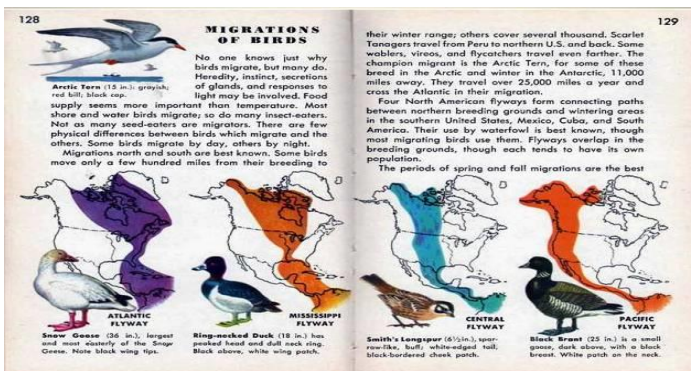 128
MIGRATIONS
OF BIRDS
No one knows just why
birds migrate, but many do.
Heredity, instinct, secretions
of glands, and responses to
light may be involved. Food
Arctic Tern (15 in.): grayish;
red bill; black cap.
supply seems more important than temperature. Most
shore and water birds migrate; so do many insect-eaters.
Not as many seed-eaters are migrators. There are few
physical differences between birds which migrate and the
others. Some birds migrate by day, others by night.
Migrations north and south are best known. Some birds
move only a few hundred miles from their breeding to
ATLANTIC
FLYWAY
Snow Goose (36 in.), largest
and most easterly of the Snow
Geese. Note black wing tips.
MISSISSIPPI
FLYWAY
Ring-necked Duck (18 in.) has
peaked head and dull neck ring.
Black above, white wing patch.
129
their winter range; others cover several thousand. Scarlet
Tanagers travel from Peru to northern U.S. and back. Some
wablers, vireos, and flycatchers travel even farther. The
champion migrant is the Arctic Tern, for some of these
breed in the Arctic and winter in the Antarctic, 11,000
miles away. They travel over 25,000 miles a year and
cross the Atlantic in their migration.
Four North American flyways form connecting paths
between northern breeding grounds and wintering areas
in the southern United States, Mexico, Cuba, and South
America. Their use by waterfowl is best known, though
most migrating birds use them. Flyways overlap in the
breeding grounds, though each tends to have its own
population.
The periods of spring and fall migrations are the best
CENTRAL
FLYWAY
Smith's Longspur (6½in.), spar-
row-like, buff; white-edged tail,
black-bordered cheek patch.
PACIFIC
FLYWAY
Black Brant (25 in.) is a small
goose, dark above, with a black
breast. White patch on the neck.